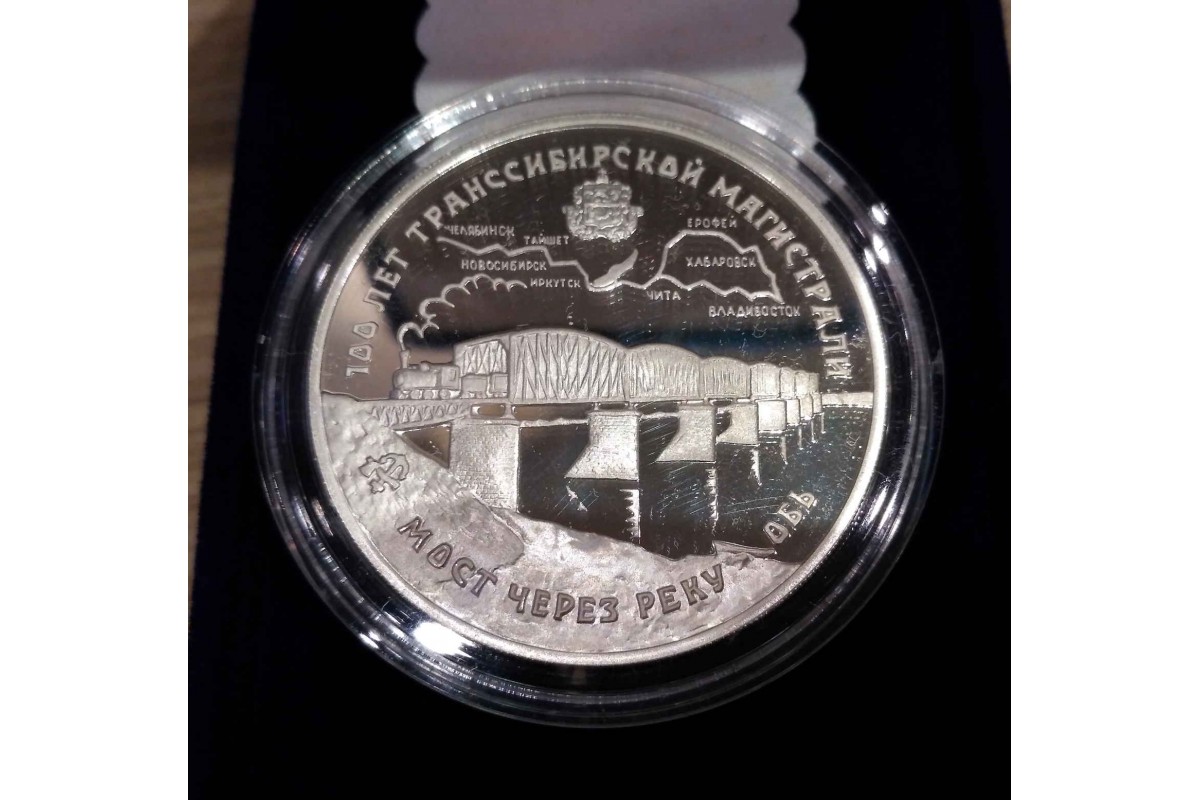 100 ЛЕТ ТРАНССИБИРСКОЙ МАГИСТРАЛИ
ЧЕЛЯБИНСК
ТАЙШЕТ
ЕРОФЕЙ
НОВОСИБИРСК
ХАБАРОВСК
ИРКУТСК
ЧИТА
ВЛАДИВОСТОК
МОСТ ЧЕРЕЗ РЕКУ ОБЬ